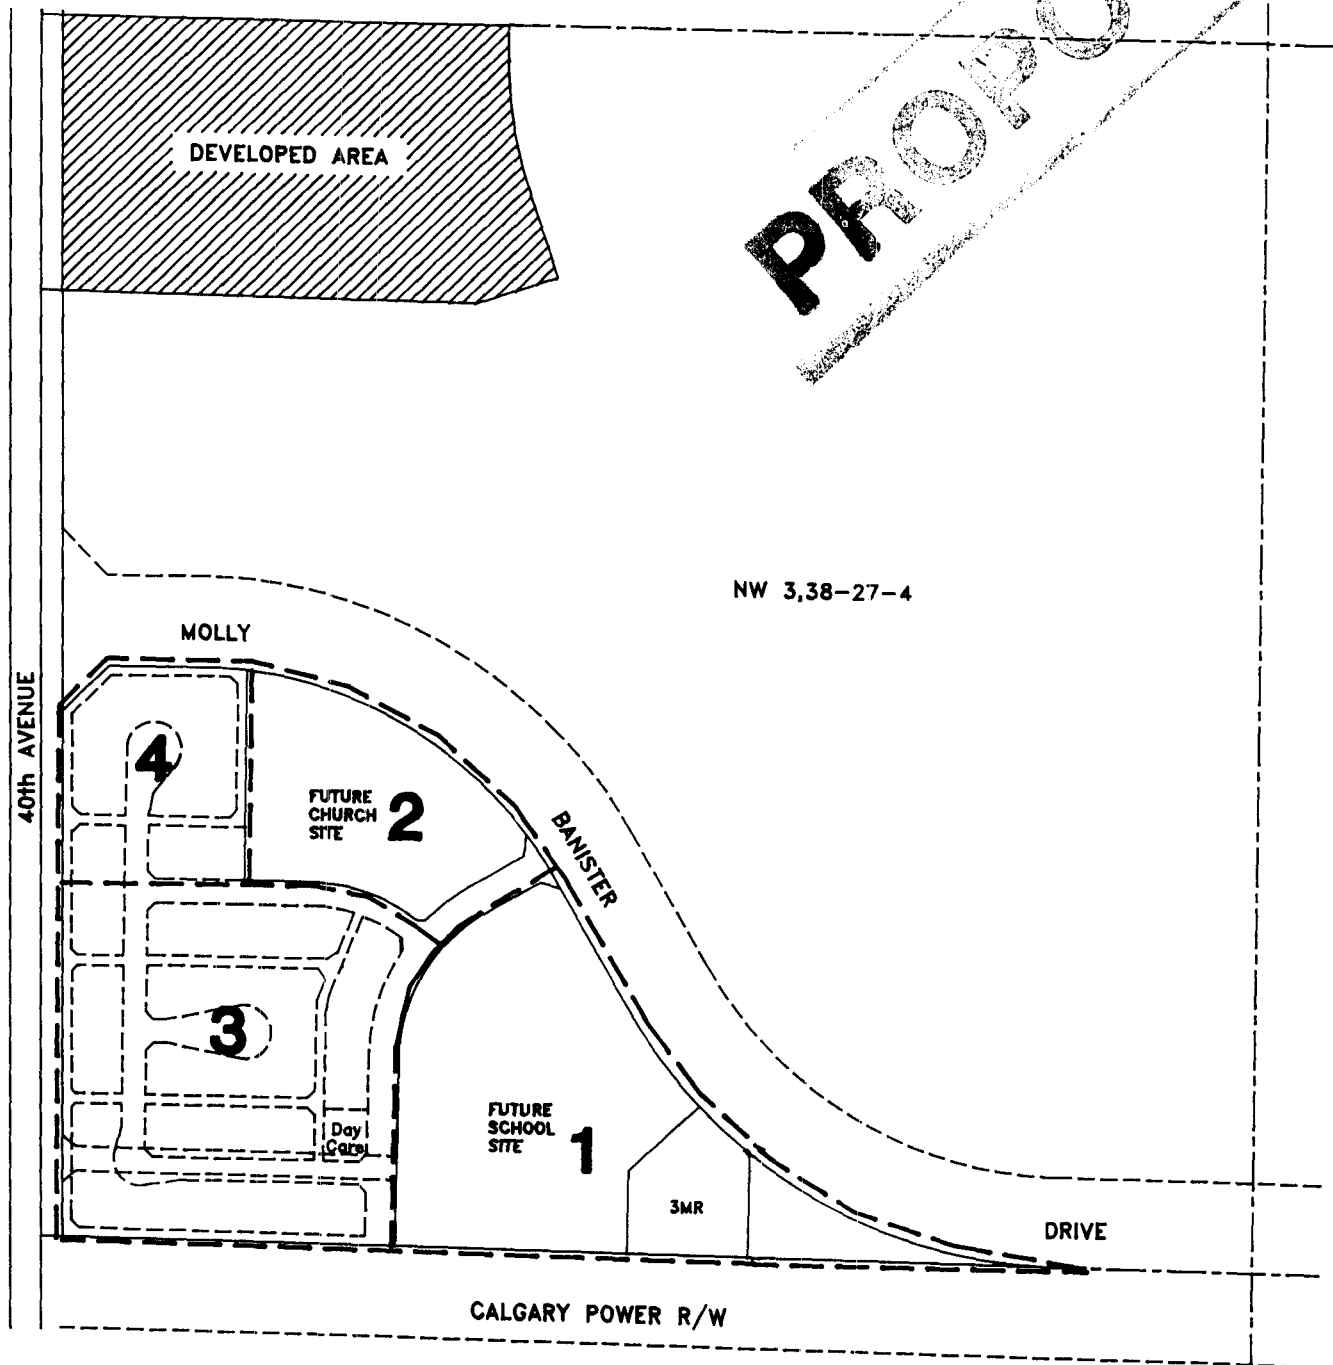 PROPO
DEVELOPED AREA
NW 3,38-27-4
MOLLY
40th AVENUE
4
FUTURE
CHURCH
SITE
2
BANISTER
3
FUTURE
SCHOOL
SITE
1
Day
Care
3MR
DRIVE
CALGARY POWER R/W